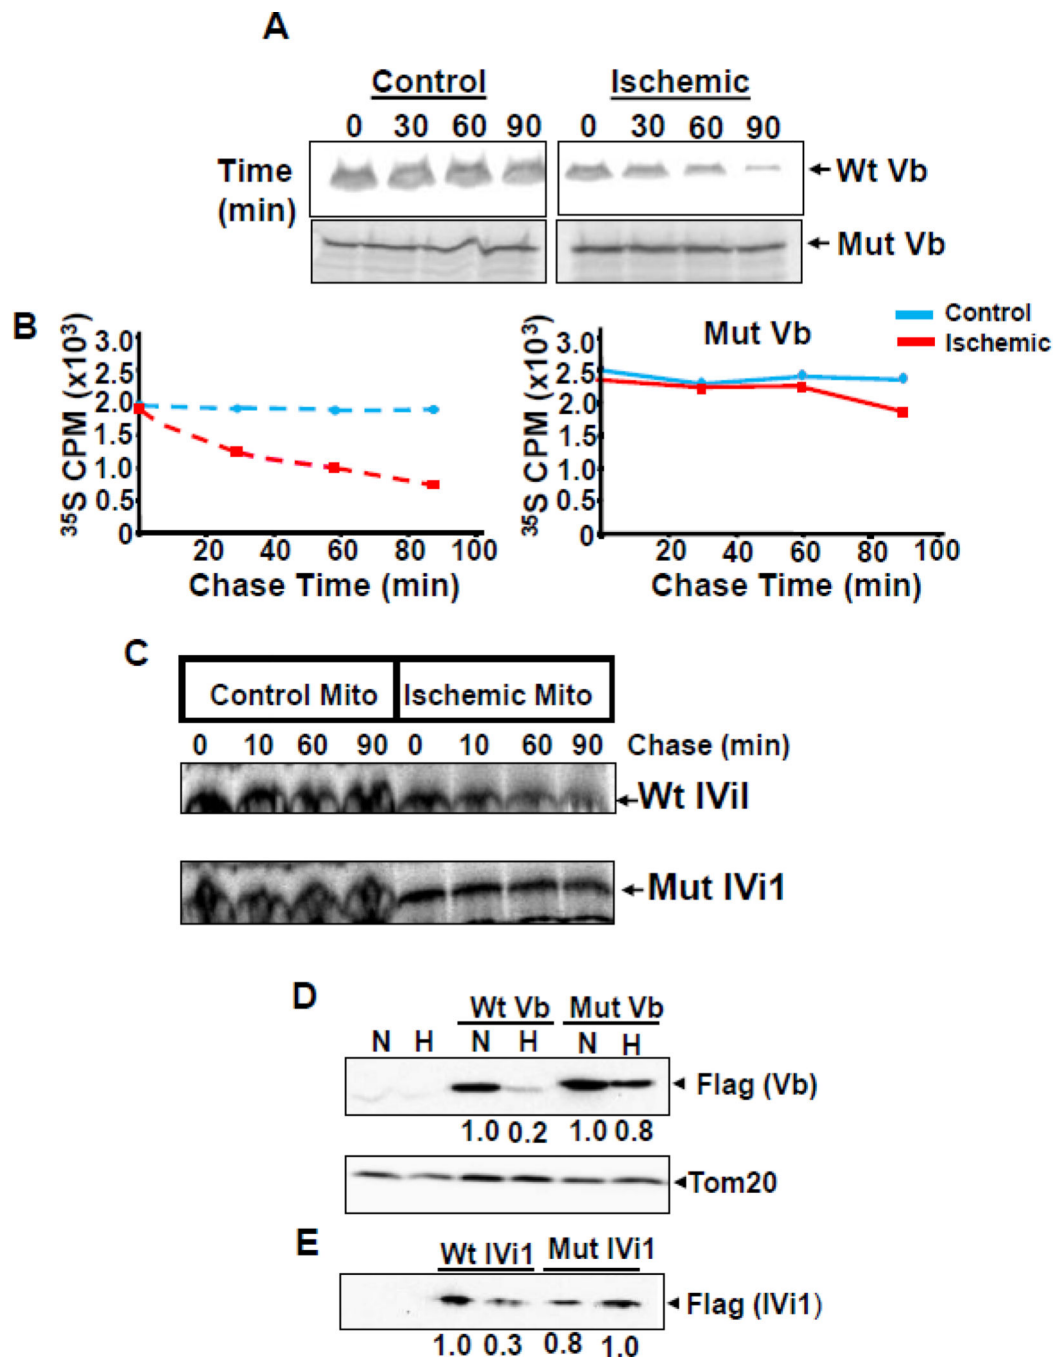 A
Control Ischemic
0 30 60 90 0 30 60 90
Time
(min)
Wt Vb
Mut Vb
B
³⁵S CPM (x10³)
3.0
2.5
2.0
1.5
1.0
0.5
0
20 40 60 80 100
Chase Time (min)
Mut Vb
³⁵S CPM (x10³)
3.0
2.5
2.0
1.5
1.0
0.5
0
20 40 60 80 100
Chase Time (min)
Control
Ischemic
C
Control Mito Ischemic Mito
0 10 60 90 0 10 60 90 Chase (min)
Wt IViI
Mut IVi1
D
Wt Vb Mut Vb
N H N H N H
Flag (Vb)
1.0 0.2 1.0 0.8
Tom20
E
Wt IVi1 Mut IVi1
Flag (IVi1)
1.0 0.3 0.8 1.0